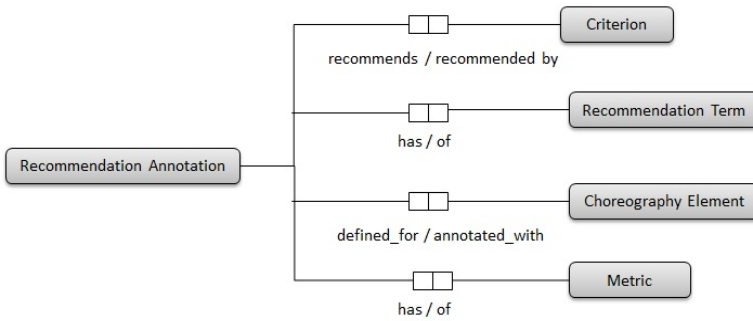 Criterion
recommends / recommended by
Recommendation Term
has / of
Recommendation Annotation
Choreography Element
defined_for / annotated_with
Metric
has / of